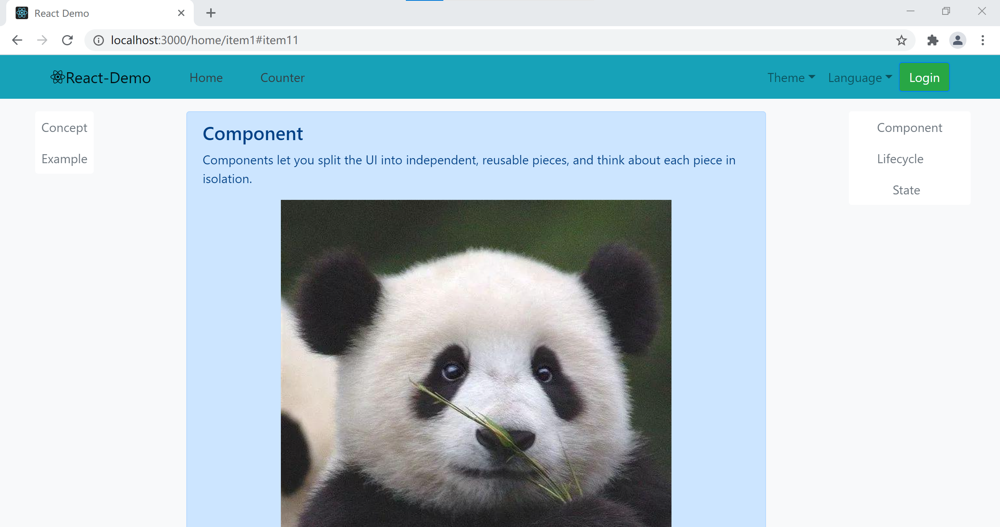 React Demo
localhost:3000/home/item1#item11
React-Demo
Home
Counter
Theme
Language
Login
Concept
Example
Component
Components let you split the UI into independent, reusable pieces, and think about each piece in
isolation.
Component
Lifecycle
State